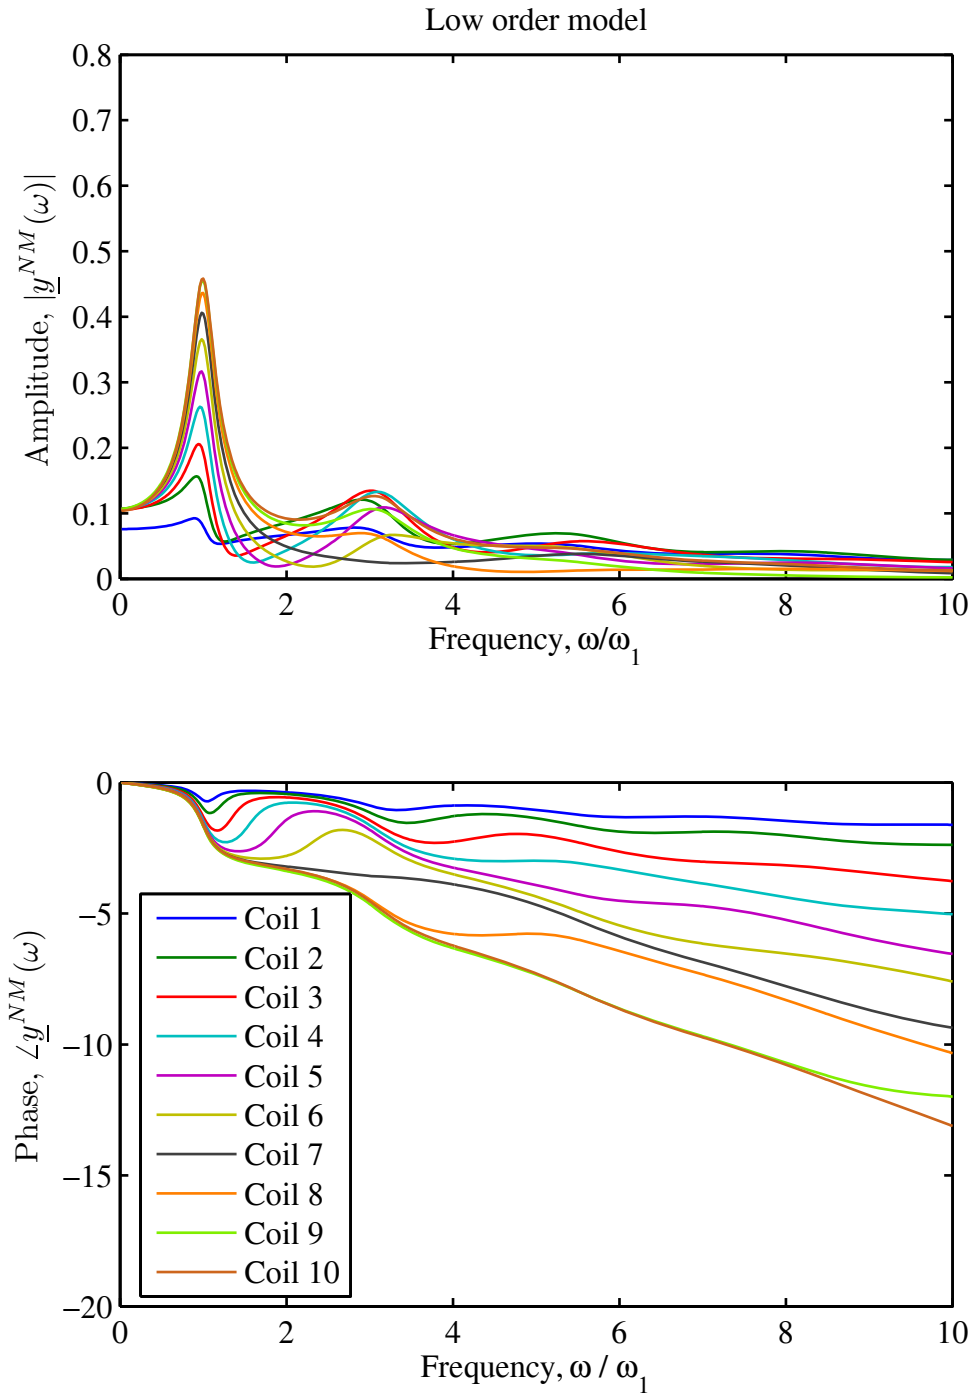 Low order model
Amplitude, |y̲^{NM}(ω)|
0.8
0.7
0.6
0.5
0.4
0.3
0.2
0.1
0
0 2 4 6 8 10
Frequency, ω/ω₁
Phase, ∠y̲^{NM}(ω)
0
−5
−10
−15
−20
Coil 1
Coil 2
Coil 3
Coil 4
Coil 5
Coil 6
Coil 7
Coil 8
Coil 9
Coil 10
0 2 4 6 8 10
Frequency, ω / ω₁